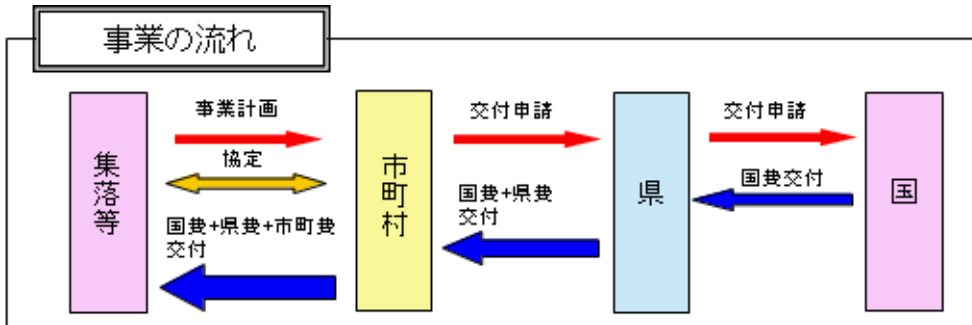 事業の流れ
集落等
事業計画
協定
国費+県費+市町費
交付
市町村
交付申請
国費+県費
交付
県
交付申請
国費交付
国